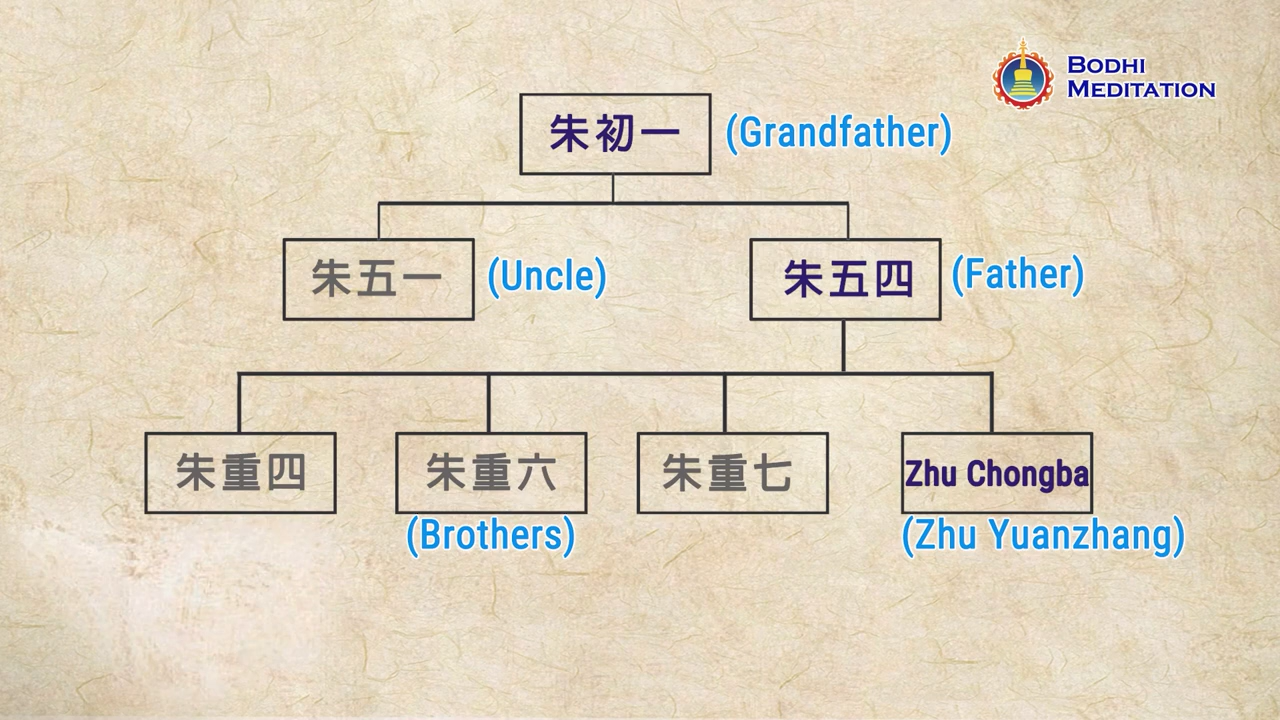 BODHI
MEDITATION
朱初一
(Grandfather)
朱五一
(Uncle)
朱五四
(Father)
朱重四
朱重六
朱重七
Zhu Chongba
(Brothers)
(Zhu Yuanzhang)